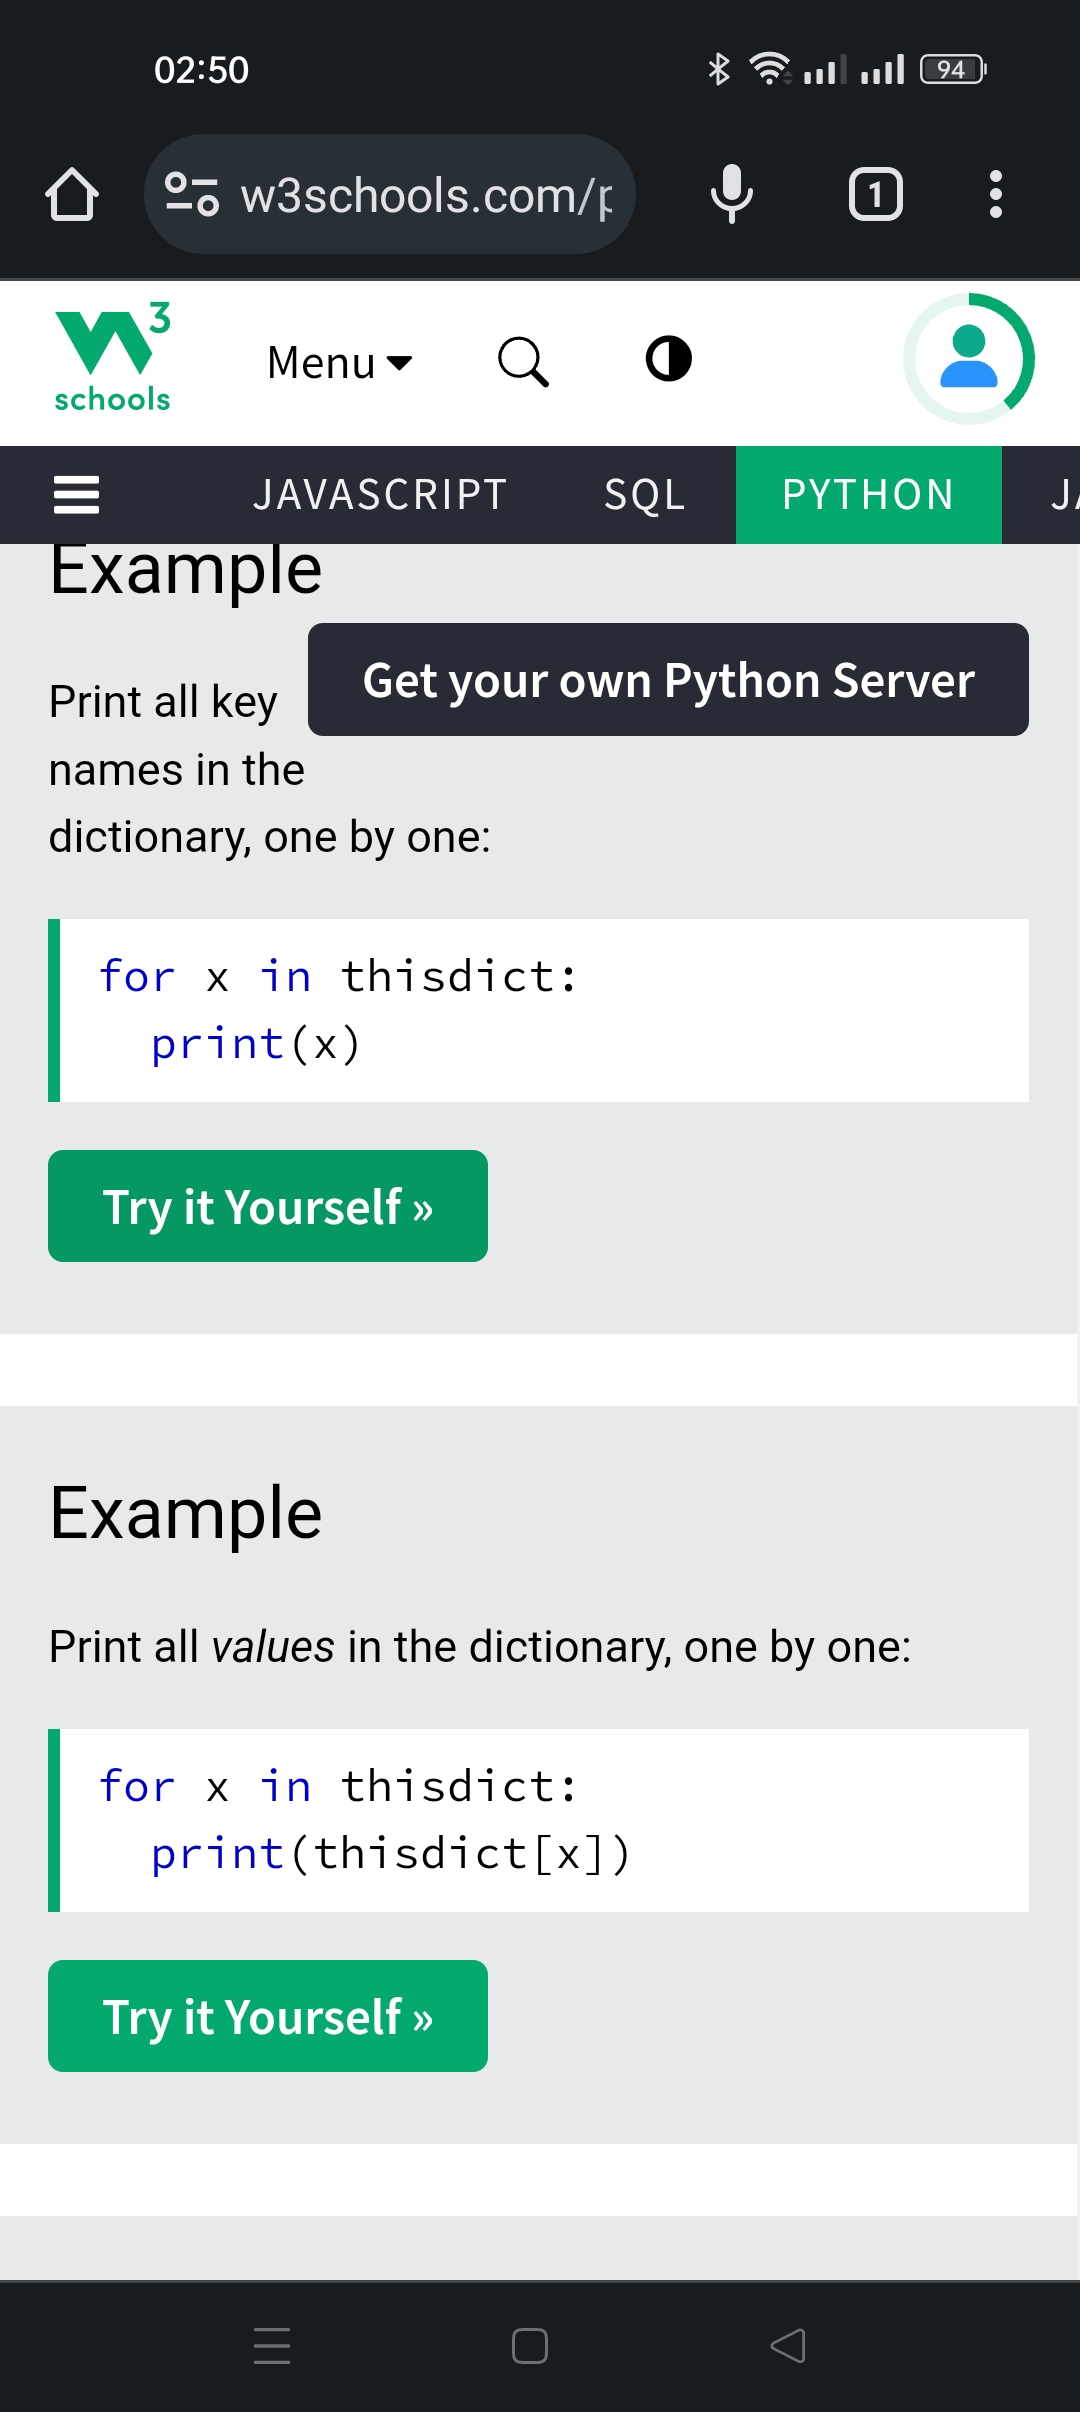 02:50
94
w3schools.com/p
1
W3
schools
Menu
JAVASCRIPT SQL PYTHON JA
Example
Get your own Python Server
Print all key
names in the
dictionary, one by one:
for x in thisdict:
print(x)
Try it Yourself »
Example
Print all values in the dictionary, one by one:
for x in thisdict:
print(thisdict[x])
Try it Yourself »